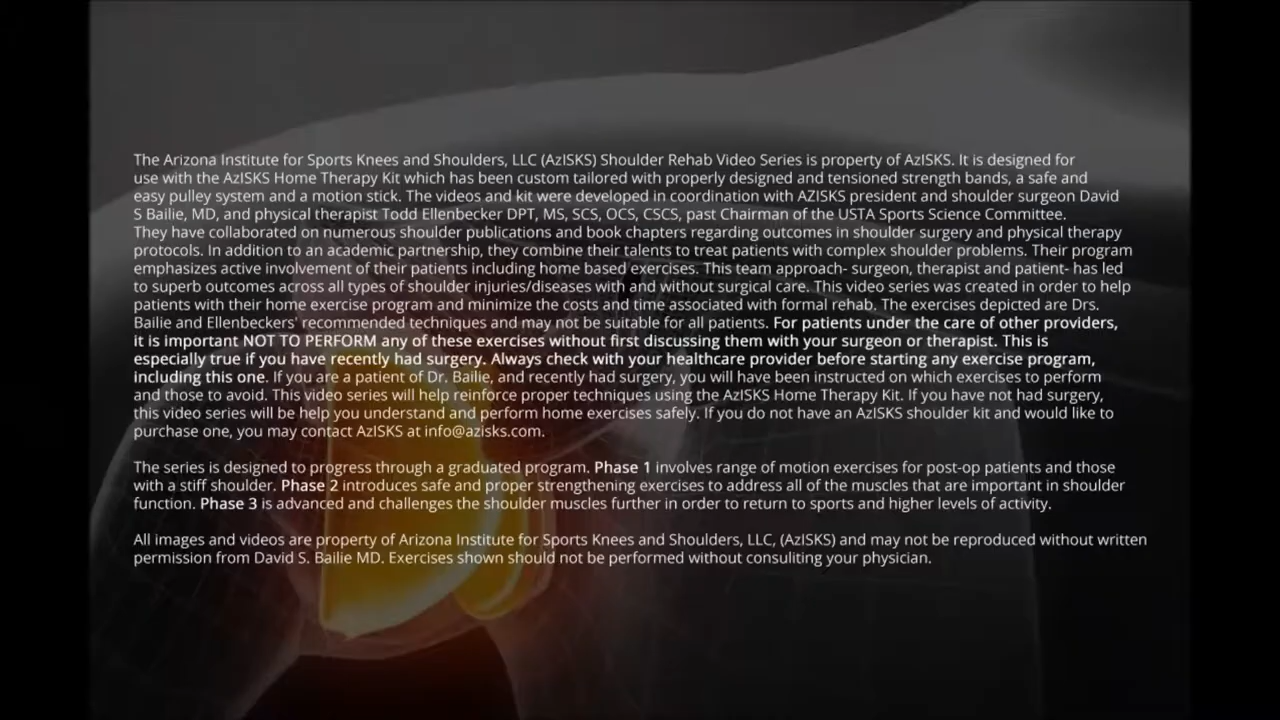 The Arizona Institute for Sports Knees and Shoulders, LLC (AzISKS) Shoulder Rehab Video Series is property of AzISKS. It is designed for
use with the AzISKS Home Therapy Kit which has been custom tailored with properly designed and tensioned strength bands, a safe and
easy pulley system and a motion stick. The videos and kit were developed in coordination with AZISKS president and shoulder surgeon David
S Bailie, MD, and physical therapist Todd Ellenbecker DPT, MS, SCS, OCS, CSCS, past Chairman of the USTA Sports Science Committee.
They have collaborated on numerous shoulder publications and book chapters regarding outcomes in shoulder surgery and physical therapy
protocols. In addition to an academic partnership, they combine their talents to treat patients with complex shoulder problems. Their program
emphasizes active involvement of their patients including home based exercises. This team approach- surgeon, therapist and patient- has led
to superb outcomes across all types of shoulder injuries/diseases with and without surgical care. This video series was created in order to help
patients with their home exercise program and minimize the costs and time associated with formal rehab. The exercises depicted are Drs.
Bailie and Ellenbeckers' recommended techniques and may not be suitable for all patients. For patients under the care of other providers,
it is important NOT TO PERFORM any of these exercises without first discussing them with your surgeon or therapist. This is
especially true if you have recently had surgery. Always check with your healthcare provider before starting any exercise program,
including this one. If you are a patient of Dr. Bailie, and recently had surgery, you will have been instructed on which exercises to perform
and those to avoid. This video series will help reinforce proper techniques using the AzISKS Home Therapy Kit. If you have not had surgery,
this video series will be help you understand and perform home exercises safely. If you do not have an AzISKS shoulder kit and would like to
purchase one, you may contact AzISKS at info@azisks.com.
The series is designed to progress through a graduated program. Phase 1 involves range of motion exercises for post-op patients and those
with a stiff shoulder. Phase 2 introduces safe and proper strengthening exercises to address all of the muscles that are important in shoulder
function. Phase 3 is advanced and challenges the shoulder muscles further in order to return to sports and higher levels of activity.
All images and videos are property of Arizona Institute for Sports Knees and Shoulders, LLC, (AzISKS) and may not be reproduced without written
permission from David S. Bailie MD. Exercises shown should not be performed without consuliting your physician.